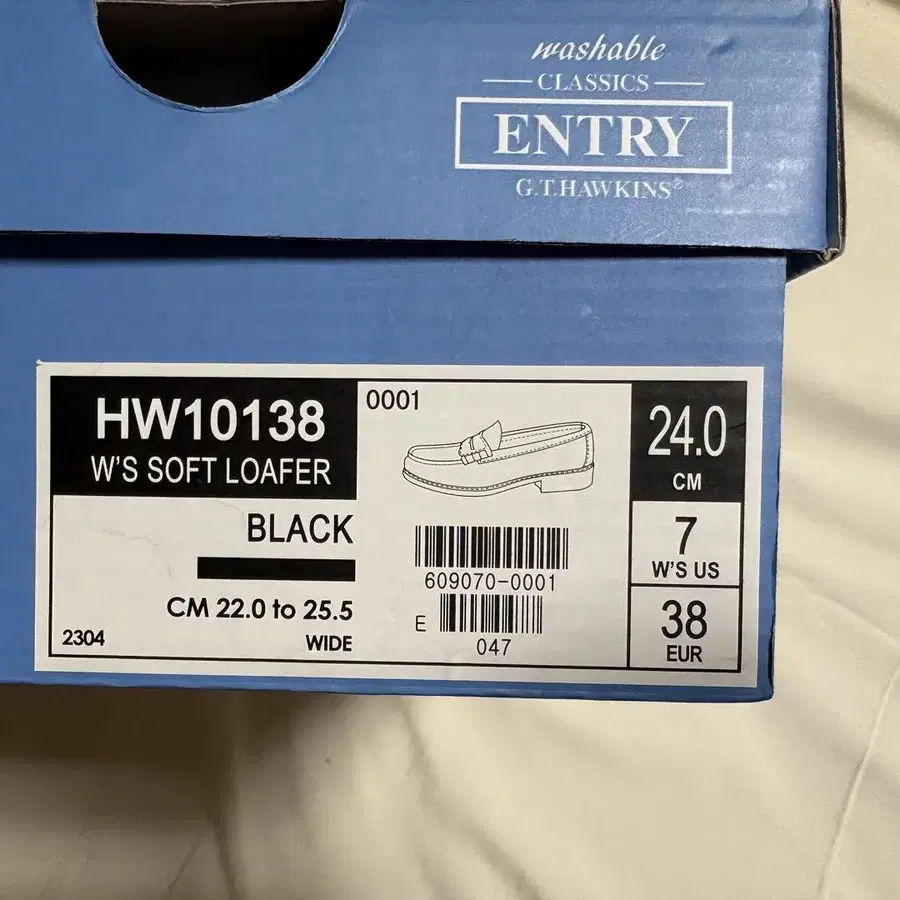 washable
CLASSICS
ENTRY
G.T.HAWKINS®
HW10138
W'S SOFT LOAFER
BLACK
CM 22.0 to 25.5
WIDE
2304
0001
609070-0001
E
047
24.0
CM
7
W'S US
38
EUR